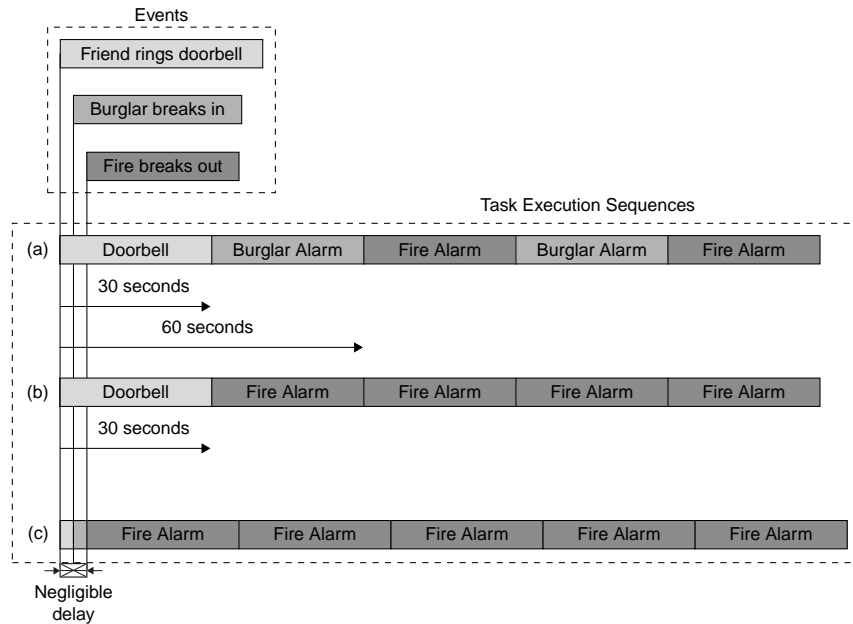 Events
Friend rings doorbell
Burglar breaks in
Fire breaks out
Task Execution Sequences
(a) Doorbell Burglar Alarm Fire Alarm Burglar Alarm Fire Alarm
30 seconds
60 seconds
(b) Doorbell Fire Alarm Fire Alarm Fire Alarm Fire Alarm
30 seconds
(c) Fire Alarm Fire Alarm Fire Alarm Fire Alarm Fire Alarm
Negligible
delay